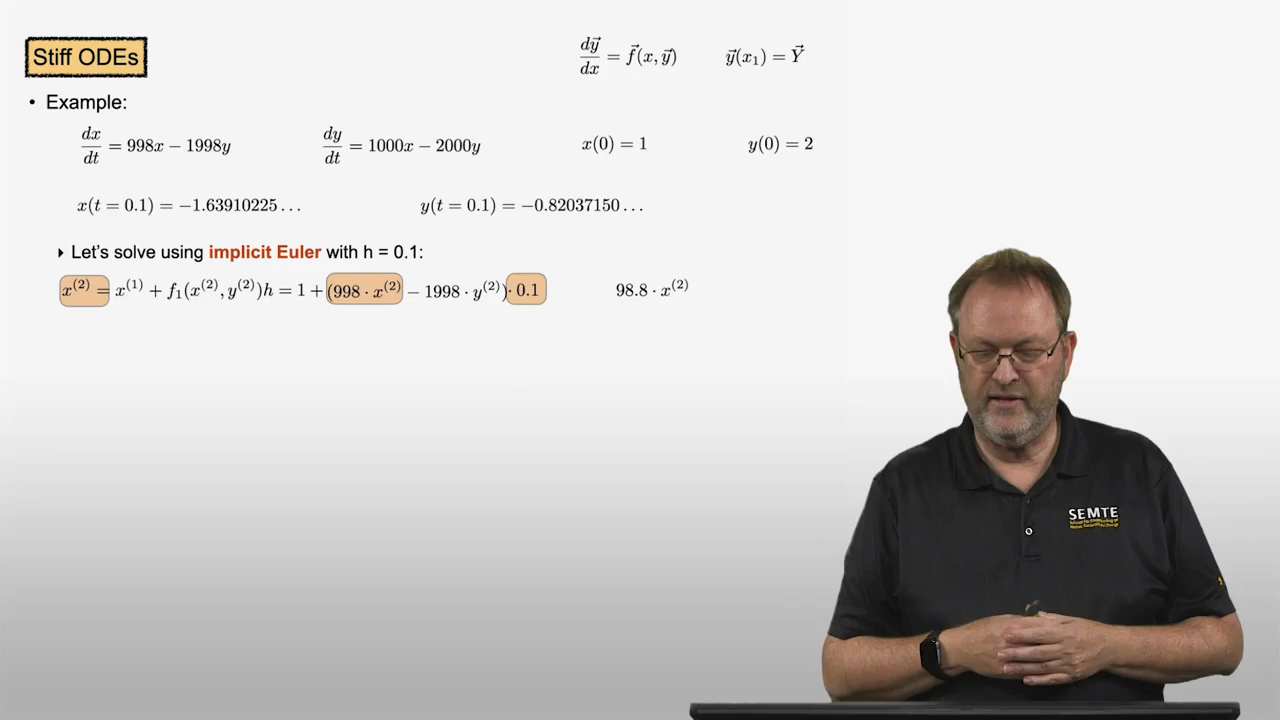 Stiff ODEs
dy⃗/dx = f⃗(x, y⃗)   y⃗(x₁) = Y⃗
• Example:
dx/dt = 998x − 1998y   dy/dt = 1000x − 2000y   x(0) = 1   y(0) = 2
x(t = 0.1) = −1.63910225...   y(t = 0.1) = −0.82037150...
‣ Let's solve using implicit Euler with h = 0.1:
x⁽²⁾ = x⁽¹⁾ + f₁(x⁽²⁾, y⁽²⁾)h = 1 + (998 · x⁽²⁾ − 1998 · y⁽²⁾) · 0.1   98.8 · x⁽²⁾
SEMTE